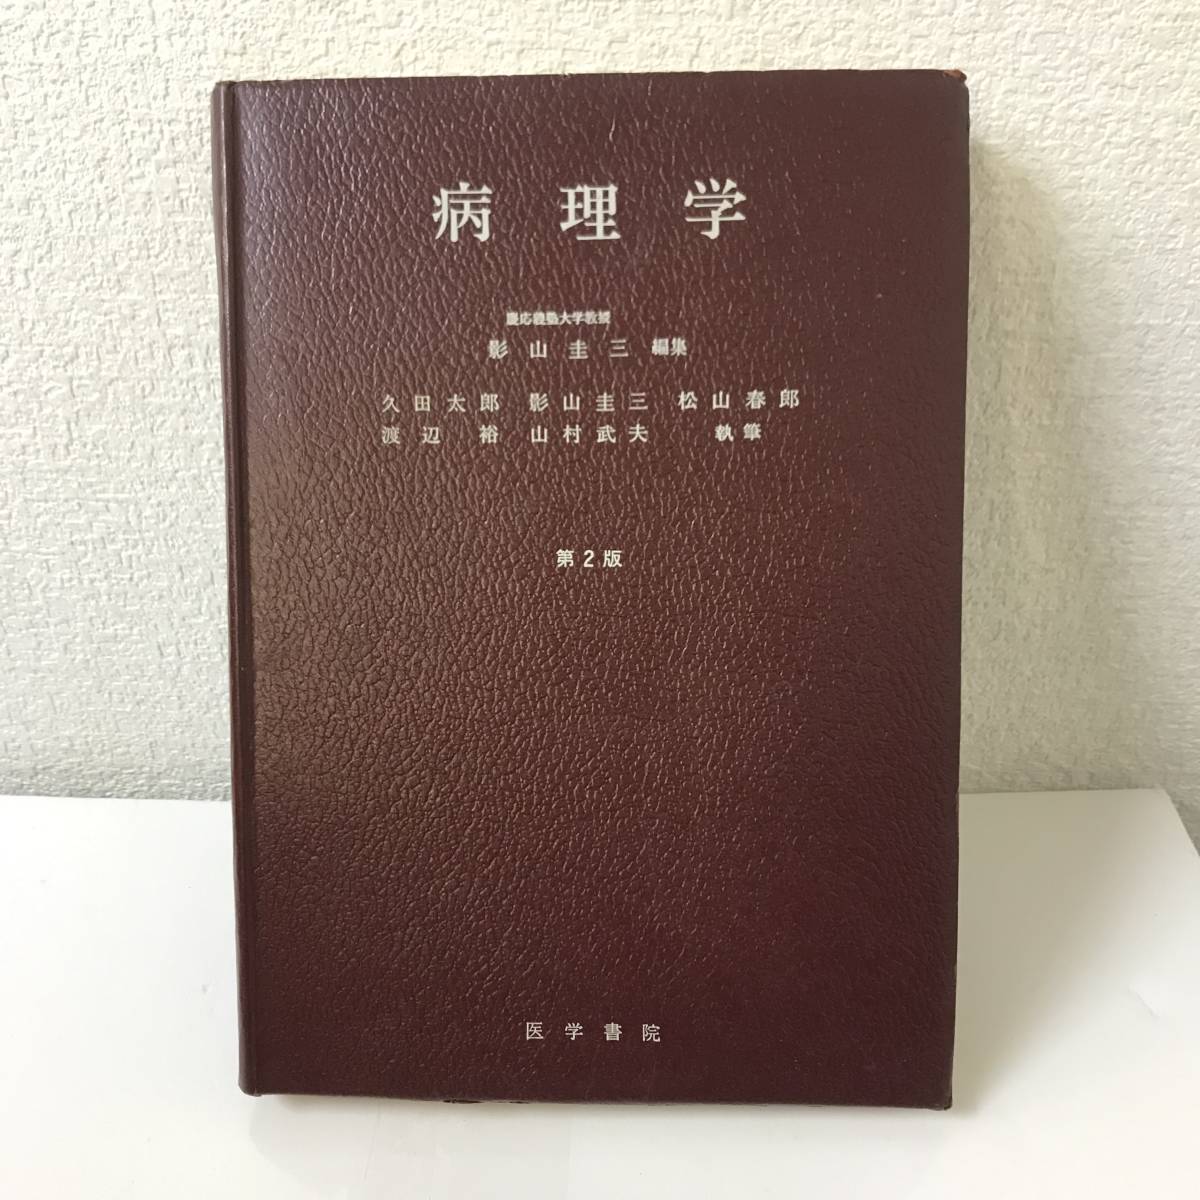 病理学
慶応義塾大学教授
影山圭三 編集
久田太郎 影山圭三 松山春郎
渡辺 裕 山村武夫 執筆
第2版
医学書院